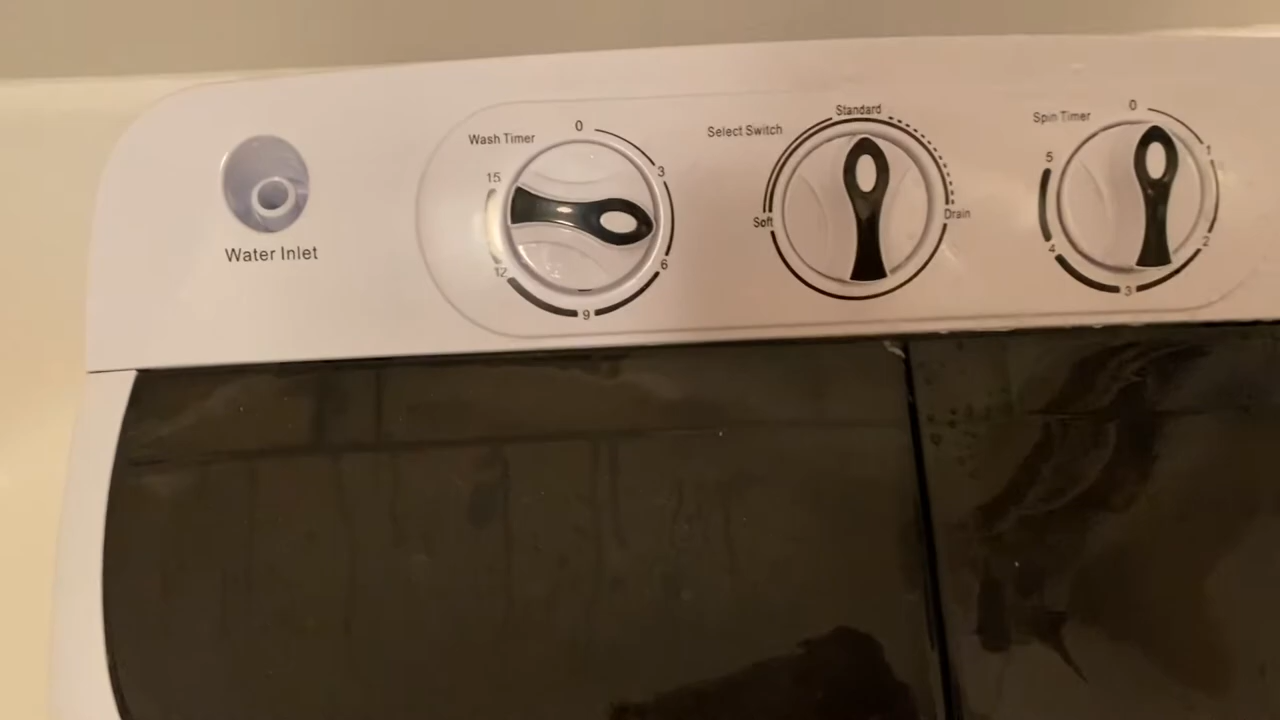 Water Inlet
Wash Timer
0
3
6
9
12
15
Select Switch
Standard
Drain
Soft
Spin Timer
0
1
2
3
4
5